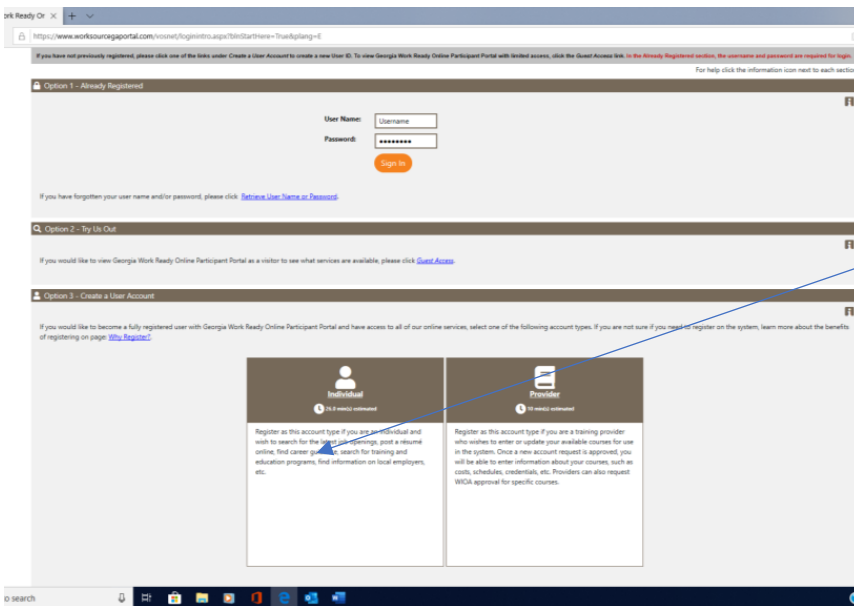 ork Ready Or
https://www.worksourcegaportal.com/vosnet/loginintro.aspx?blnStartHere=True&plang=E
If you have not previously registered, please click one of the links under Create a User Account to create a new User ID. To view Georgia Work Ready Online Participant Portal with limited access, click the Guest Access link. In the Already Registered section, the username and password are required for login.
For help click the information icon next to each sectio
Option 1 - Already Registered
User Name: Username
Password: ••••••••
Sign In
If you have forgotten your user name and/or password, please click Retrieve User Name or Password.
Option 2 - Try Us Out
If you would like to view Georgia Work Ready Online Participant Portal as a visitor to see what services are available, please click Guest Access.
Option 3 - Create a User Account
If you would like to become a fully registered user with Georgia Work Ready Online Participant Portal and have access to all of our online services, select one of the following account types. If you are not sure if you need to register on the system, learn more about the benefits
of registering on page: Why Register?.
Individual
26.0 min(s) estimated
Register as this account type if you are an individual and
wish to search for the latest job openings, post a résumé
online, find career guidance, search for training and
education programs, find information on local employers,
etc.
Provider
10 min(s) estimated
Register as this account type if you are a training provider
who wishes to enter or update your available courses for use
in the system. Once a new account request is approved, you
will be able to enter information about your courses, such as
costs, schedules, credentials, etc. Providers can also request
WIOA approval for specific courses.
o search